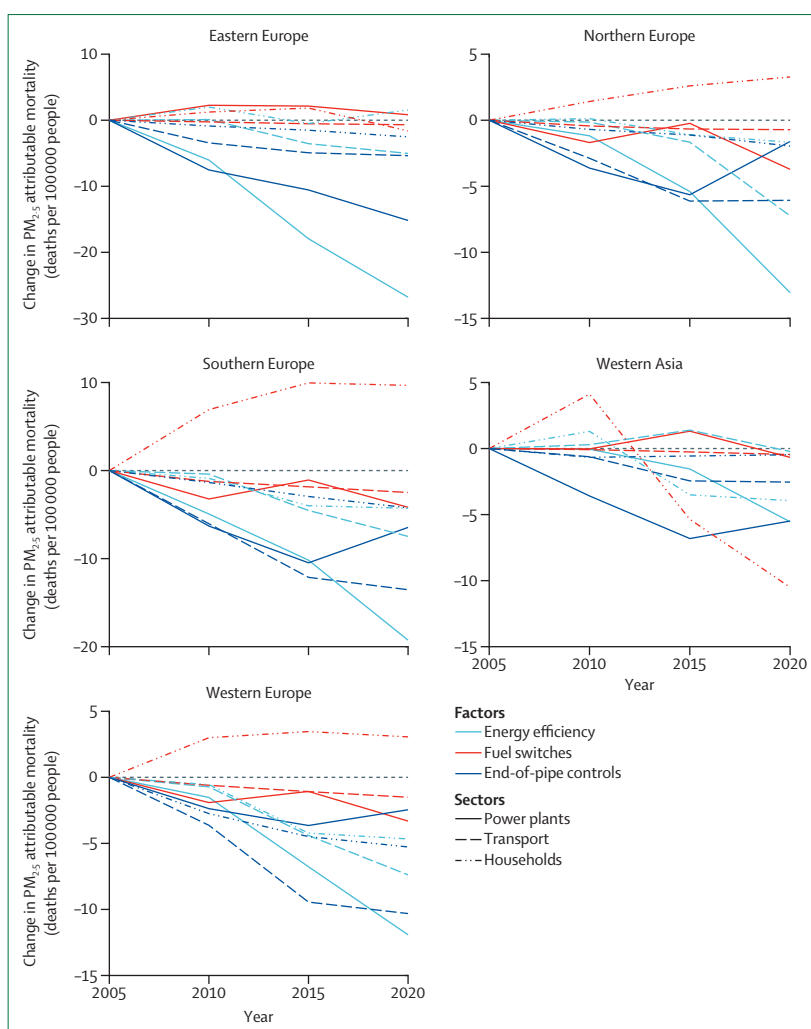 Eastern Europe
Change in PM2·5 attributable mortality
(deaths per 100 000 people)
10
0
–10
–20
–30
Northern Europe
5
0
–5
–10
–15
Southern Europe
Change in PM2·5 attributable mortality
(deaths per 100 000 people)
10
0
–10
–20
Western Asia
5
0
–5
–10
–15
2005
2010
2015
2020
Year
Western Europe
Change in PM2·5 attributable mortality
(deaths per 100 000 people)
5
0
–5
–10
–15
2005
2010
2015
2020
Year
Factors
Energy efficiency
Fuel switches
End-of-pipe controls
Sectors
Power plants
Transport
Households